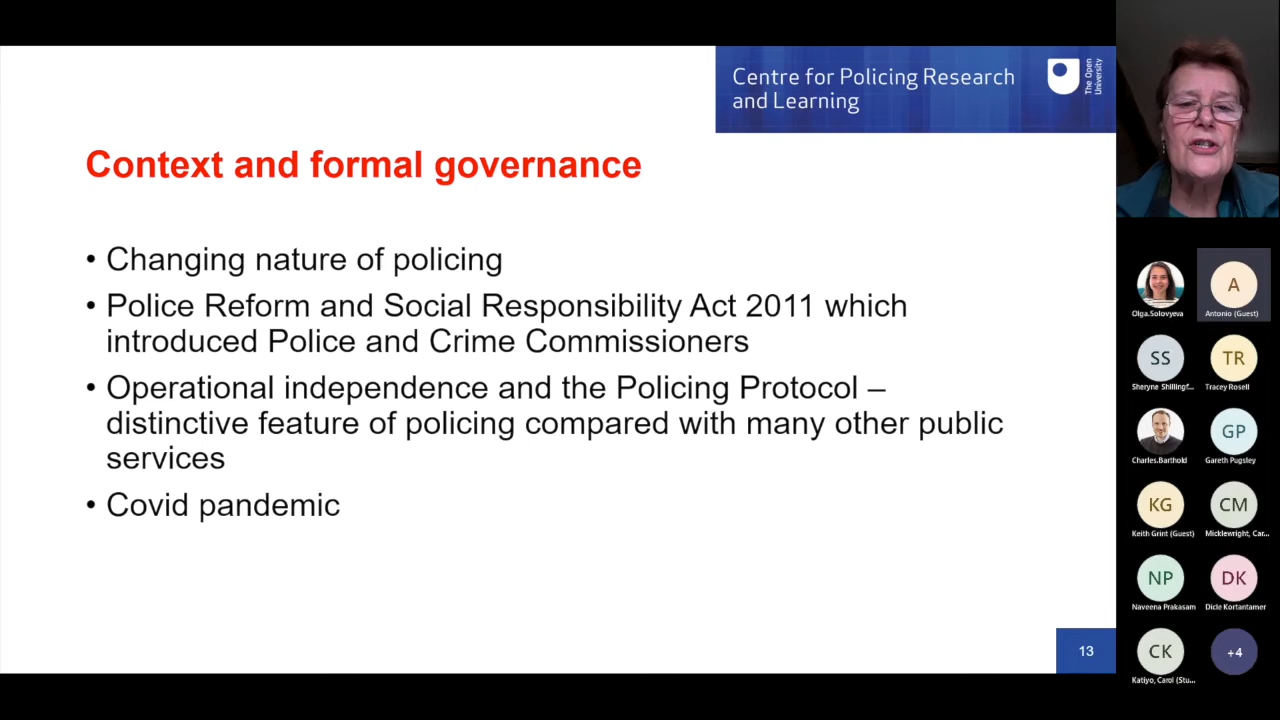 Centre for Policing Research
and Learning
The Open
University
Context and formal governance
• Changing nature of policing
• Police Reform and Social Responsibility Act 2011 which
introduced Police and Crime Commissioners
• Operational independence and the Policing Protocol –
distinctive feature of policing compared with many other public
services
• Covid pandemic
13
Olga.Solovyeva
A
Antonio (Guest)
SS
Sheryne Shillingf...
TR
Tracey Rosell
Charles.Barthold
GP
Gareth Pugsley
KG
Keith Grint (Guest)
CM
Micklewright, Car...
NP
Naveena Prakasam
DK
Dicle Kortantamer
CK
Katiyo, Carol (Stu...
+4